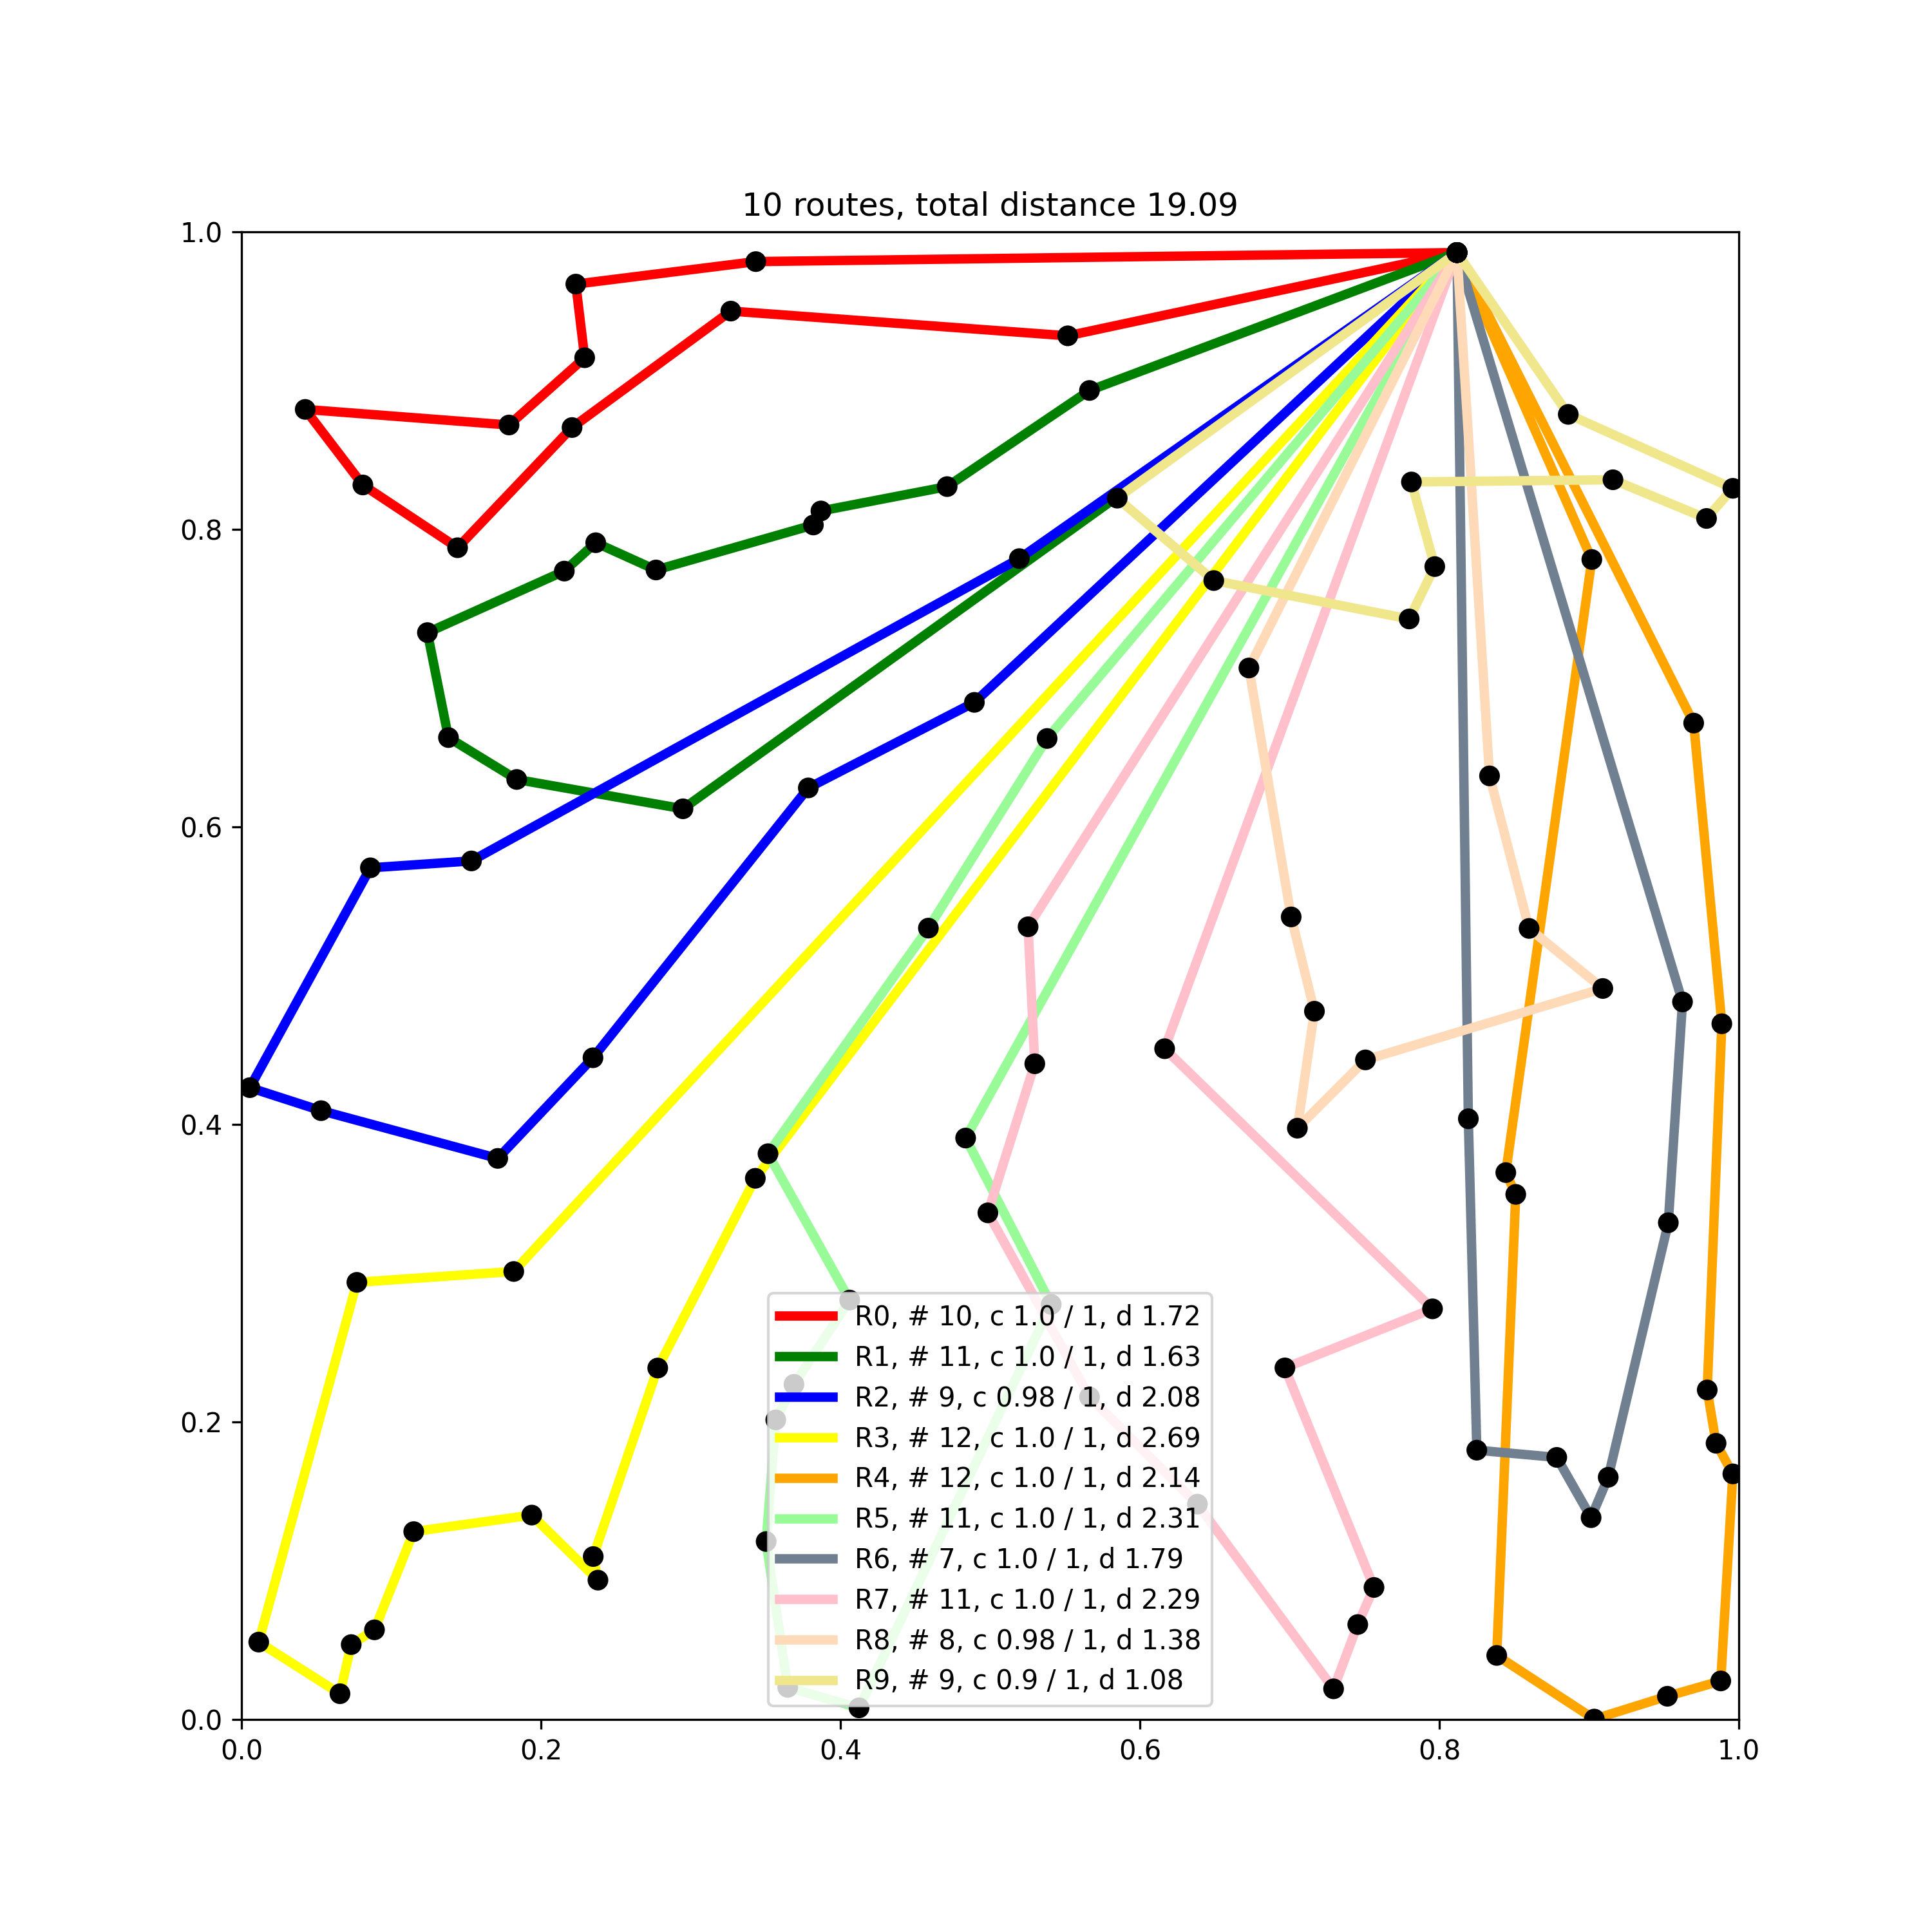 10 routes, total distance 19.09
1.0
0.8
0.6
0.4
0.2
0.0
R0, # 10, c 1.0 / 1, d 1.72
R1, # 11, c 1.0 / 1, d 1.63
R2, # 9, c 0.98 / 1, d 2.08
R3, # 12, c 1.0 / 1, d 2.69
R4, # 12, c 1.0 / 1, d 2.14
R5, # 11, c 1.0 / 1, d 2.31
R6, # 7, c 1.0 / 1, d 1.79
R7, # 11, c 1.0 / 1, d 2.29
R8, # 8, c 0.98 / 1, d 1.38
R9, # 9, c 0.9 / 1, d 1.08
0.0 0.2 0.4 0.6 0.8 1.0